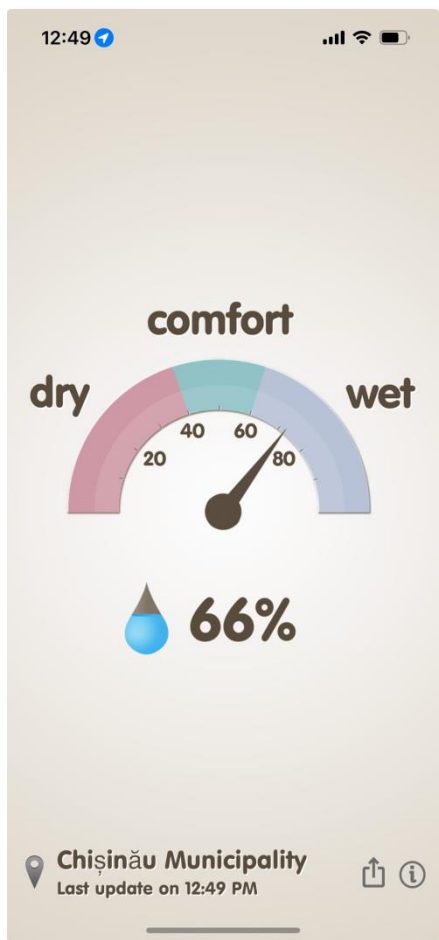 12:49
comfort
dry
wet
40
60
20
80
66%
Chișinău Municipality
Last update on 12:49 PM